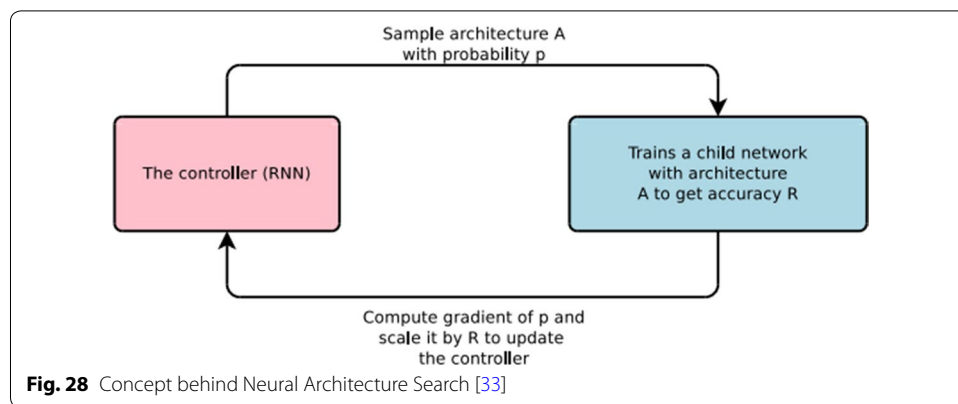 Sample architecture A
with probability p
The controller (RNN)
Trains a child network
with architecture
A to get accuracy R
Compute gradient of p and
scale it by R to update
the controller
Fig. 28 Concept behind Neural Architecture Search [33]